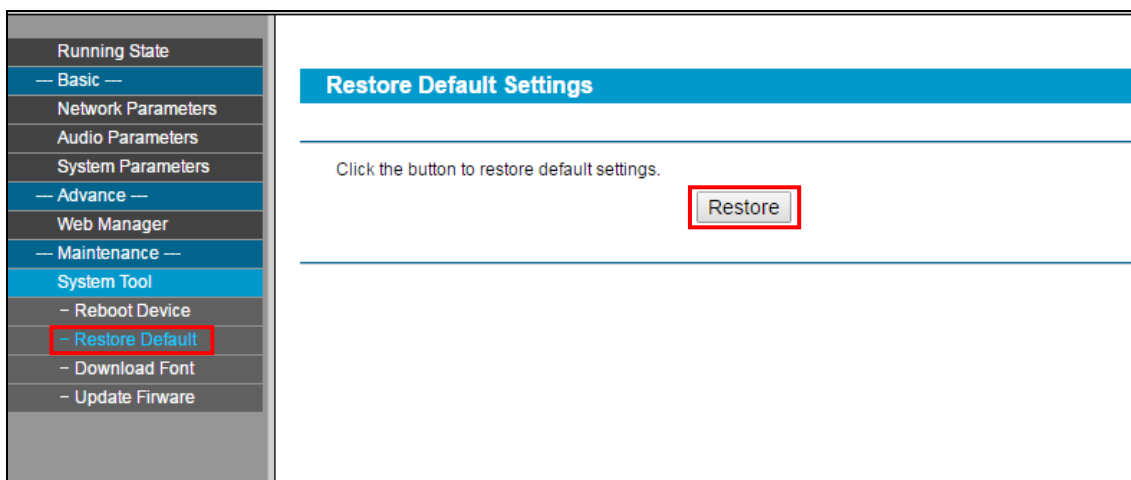 Running State
--- Basic ---
Network Parameters
Audio Parameters
System Parameters
--- Advance ---
Web Manager
--- Maintenance ---
System Tool
− Reboot Device
− Restore Default
− Download Font
− Update Firware
Restore Default Settings
Click the button to restore default settings.
Restore